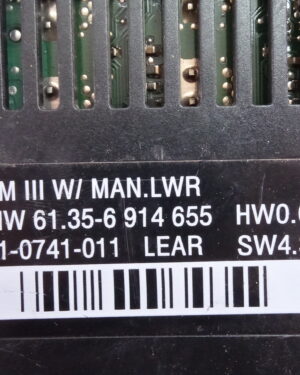 M III W/ MAN.LWR
W 61.35-6 914 655 HW0.
1-0741-011 LEAR SW4.